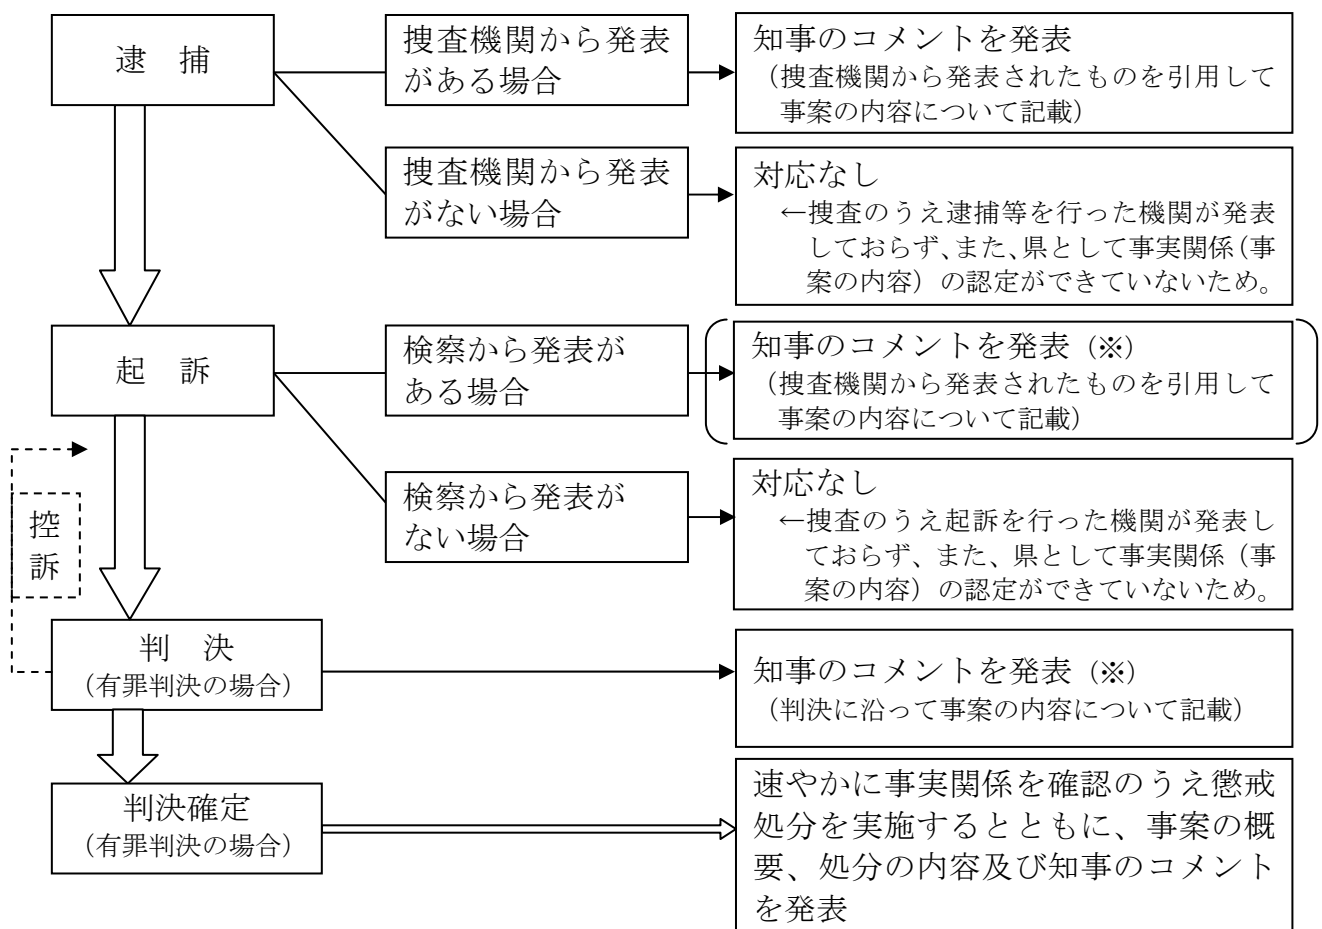 逮　捕
捜査機関から発表
がある場合
知事のコメントを発表
（捜査機関から発表されたものを引用して
事案の内容について記載）
捜査機関から発表
がない場合
対応なし
←捜査のうえ逮捕等を行った機関が発表
しておらず、また、県として事実関係（事
案の内容）の認定ができていないため。
起　訴
検察から発表が
ある場合
知事のコメントを発表（※）
（捜査機関から発表されたものを引用して
事案の内容について記載）
検察から発表が
ない場合
対応なし
←捜査のうえ起訴を行った機関が発表し
ておらず、また、県として事実関係（事
案の内容）の認定ができていないため。
控
訴
判　決
（有罪判決の場合）
知事のコメントを発表（※）
（判決に沿って事案の内容について記載）
判決確定
（有罪判決の場合）
速やかに事実関係を確認のうえ懲戒
処分を実施するとともに、事案の概
要、処分の内容及び知事のコメント
を発表